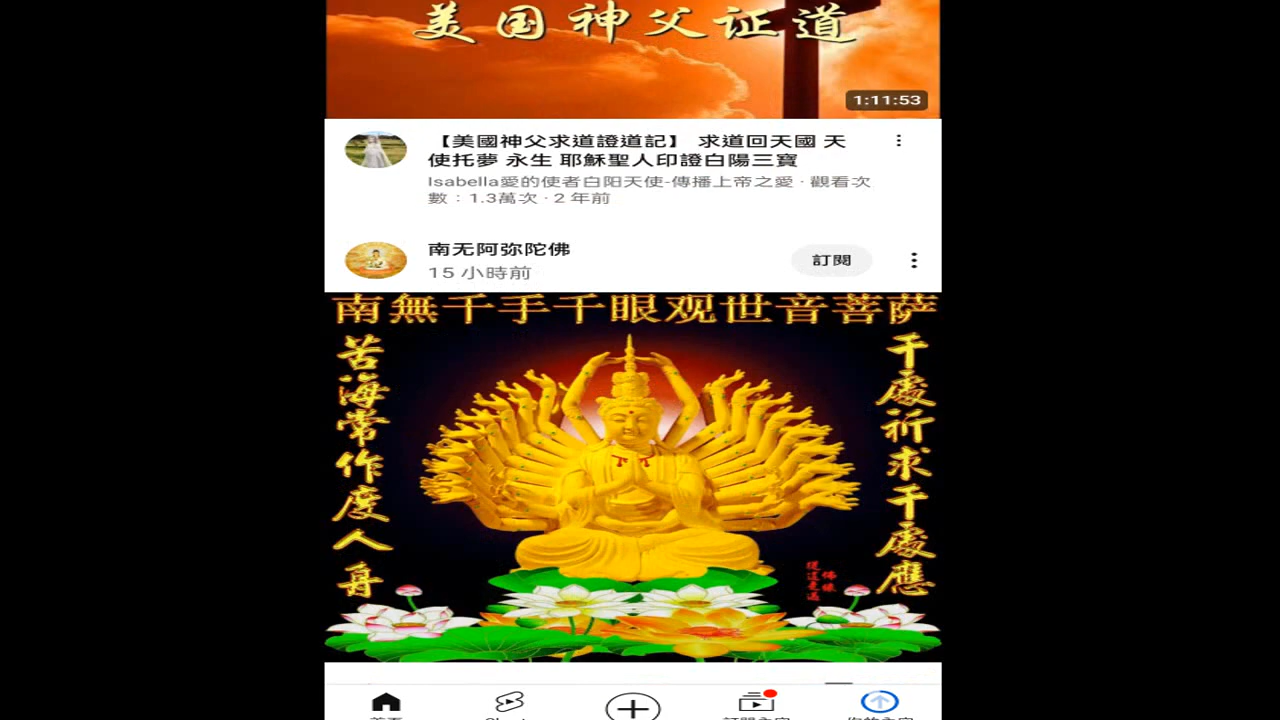 美国神父证道
1:11:53
【美國神父求道證道記】 求道回天國 天
使托夢 永生 耶穌聖人印證白陽三寶
Isabella愛的使者白阳天使-傳播上帝之愛 · 觀看次
數：1.3萬次 · 2 年前
南无阿弥陀佛
訂閱
15 小時前
南無千手千眼观世音菩萨
千處祈求千處應
苦海常作度人舟